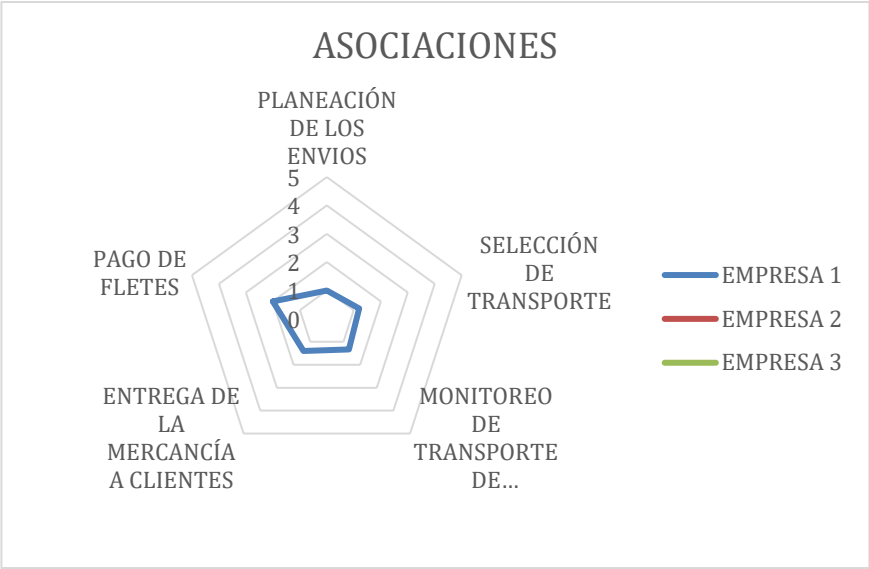 ASOCIACIONES
PLANEACIÓN
DE LOS
ENVIOS
5
4
3
2
1
0
SELECCIÓN
DE
TRANSPORTE
MONITOREO
DE
TRANSPORTE
DE…
ENTREGA DE
LA
MERCANCÍA
A CLIENTES
PAGO DE
FLETES
EMPRESA 1
EMPRESA 2
EMPRESA 3